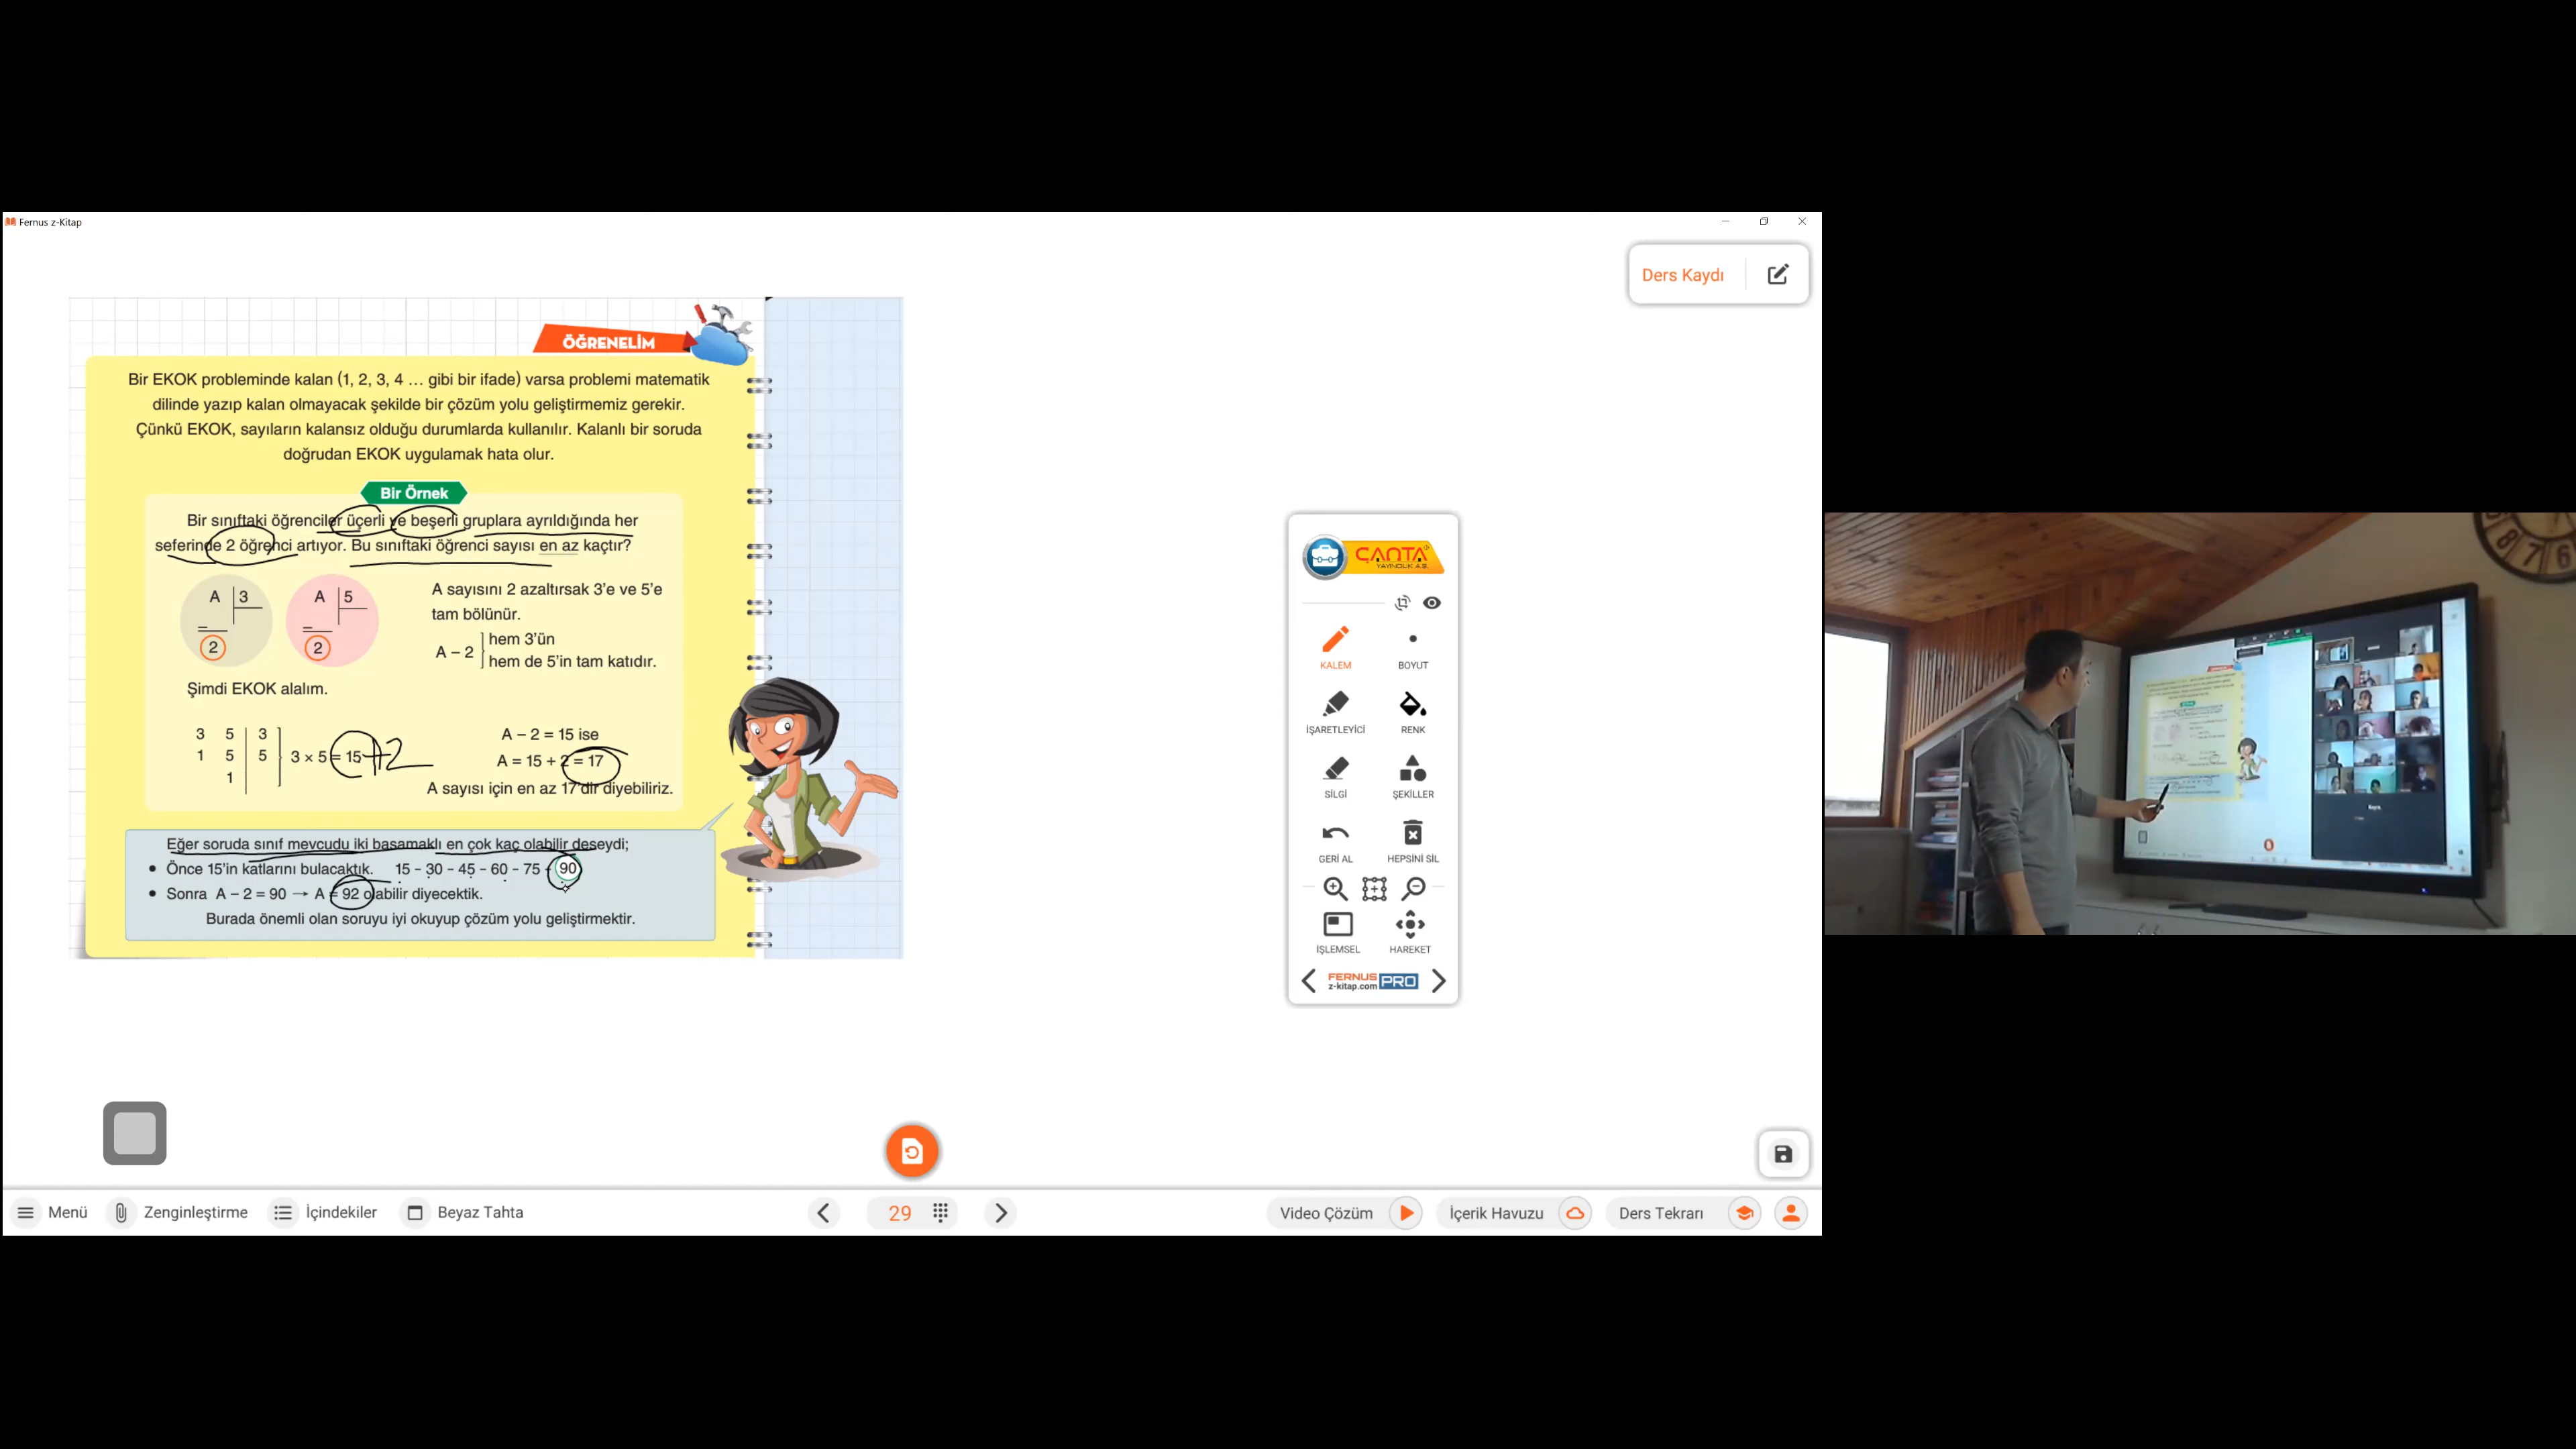 Fernus z-Kitap
Ders Kaydı
ÖĞRENELİM
Bir EKOK probleminde kalan (1, 2, 3, 4 ... gibi bir ifade) varsa problemi matematik
dilinde yazıp kalan olmayacak şekilde bir çözüm yolu geliştirmemiz gerekir.
Çünkü EKOK, sayıların kalansız olduğu durumlarda kullanılır. Kalanlı bir soruda
doğrudan EKOK uygulamak hata olur.
Bir Örnek
Bir sınıftaki öğrenciler üçerli ve beşerli gruplara ayrıldığında her
seferinde 2 öğrenci artıyor. Bu sınıftaki öğrenci sayısı en az kaçtır?
A 3
2
A 5
2
A sayısını 2 azaltırsak 3'e ve 5'e
tam bölünür.
A – 2
hem 3'ün
hem de 5'in tam katıdır.
Şimdi EKOK alalım.
3 5 3
1 5 5
1
3 x 5 = 15 +2
A – 2 = 15 ise
A = 15 + 2 = 17
A sayısı için en az 17'dir diyebiliriz.
Eğer soruda sınıf mevcudu iki basamaklı en çok kaç olabilir deseydi;
• Önce 15'in katlarını bulacaktık. 15 – 30 – 45 – 60 – 75 – 90
• Sonra A – 2 = 90 → A = 92 olabilir diyecektik.
Burada önemli olan soruyu iyi okuyup çözüm yolu geliştirmektir.
ÇANTA
YAYINCILIK A.Ş.
KALEM
BOYUT
İŞARETLEYİCİ
RENK
SİLGİ
ŞEKİLLER
GERİ AL
HEPSİNİ SİL
İŞLEMSEL
HAREKET
FERNUS
z-kitap.com
PRO
Menü
Zenginleştirme
İçindekiler
Beyaz Tahta
29
Video Çözüm
İçerik Havuzu
Ders Tekrarı
8 7 6